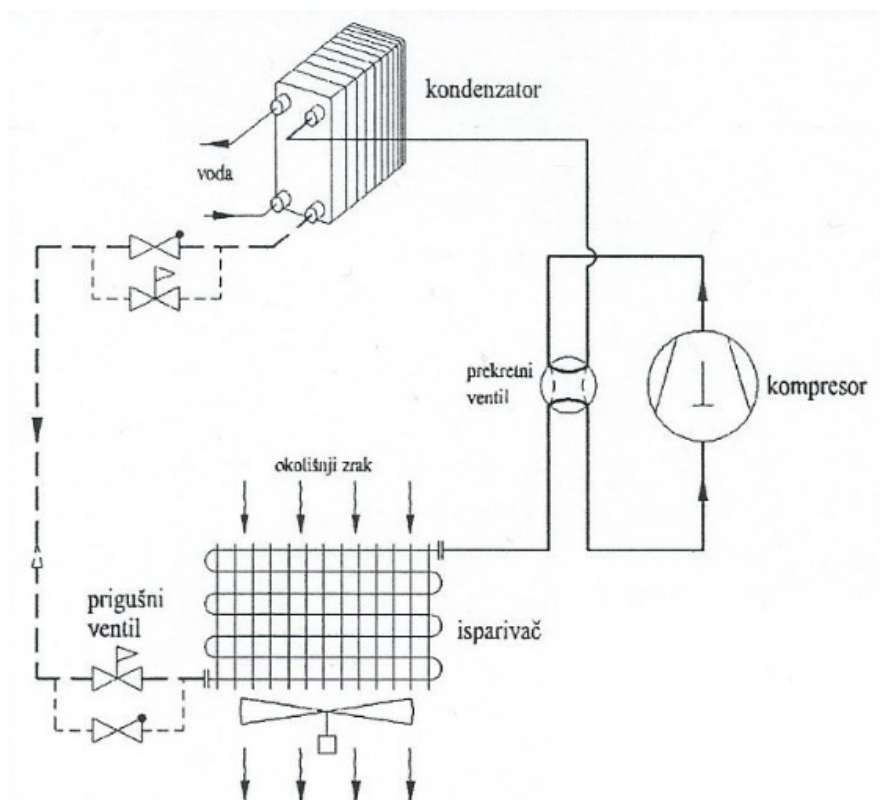 kondenzator
voda
prekretni
ventil
kompresor
okolišnji zrak
prigušni
ventil
isparivač